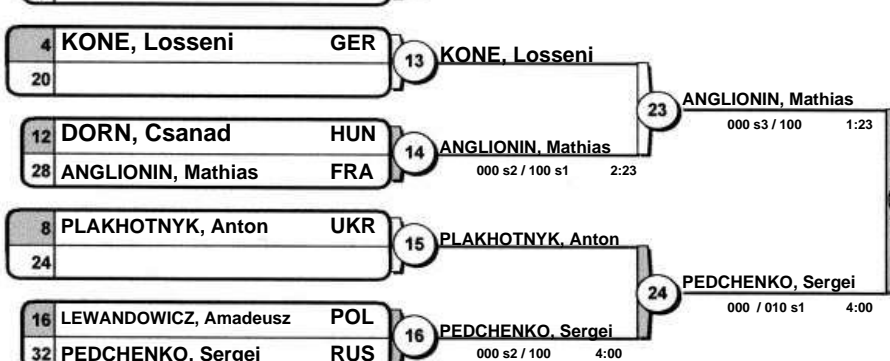 4 KONE, Losseni GER
20
13 KONE, Losseni
12 DORN, Csanad HUN
28 ANGLIONIN, Mathias FRA
14 ANGLIONIN, Mathias
000 s2 / 100 s1 2:23
23 ANGLIONIN, Mathias
000 s3 / 100 1:23
8 PLAKHOTNYK, Anton UKR
24
15 PLAKHOTNYK, Anton
16 LEWANDOWICZ, Amadeusz POL
32 PEDCHENKO, Sergei RUS
16 PEDCHENKO, Sergei
000 s2 / 100 4:00
24 PEDCHENKO, Sergei
000 / 010 s1 4:00